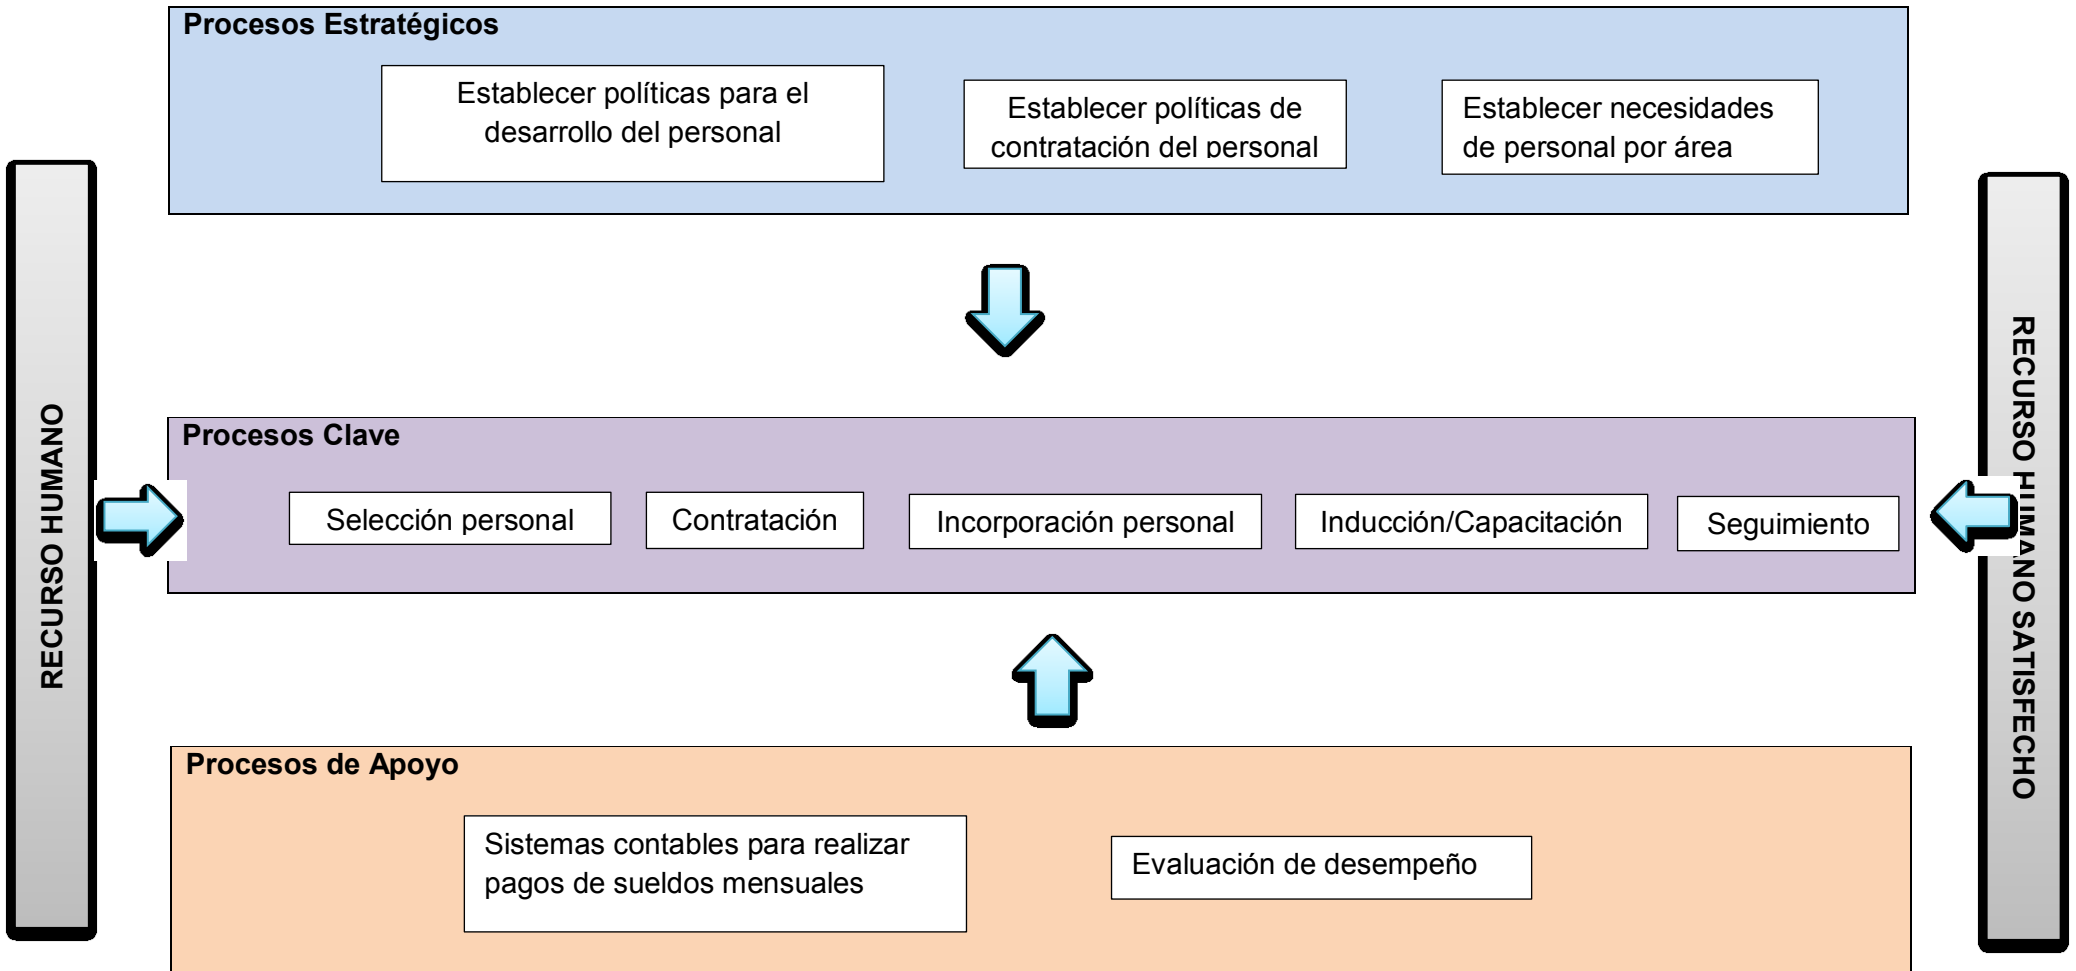 Procesos Estratégicos
Establecer políticas para el
desarrollo del personal
Establecer políticas de
contratación del personal
Establecer necesidades
de personal por área
RECURSO HUMANO
Procesos Clave
Selección personal
Contratación
Incorporación personal
Inducción/Capacitación
Seguimiento
RECURSO HUMANO SATISFECHO
Procesos de Apoyo
Sistemas contables para realizar
pagos de sueldos mensuales
Evaluación de desempeño